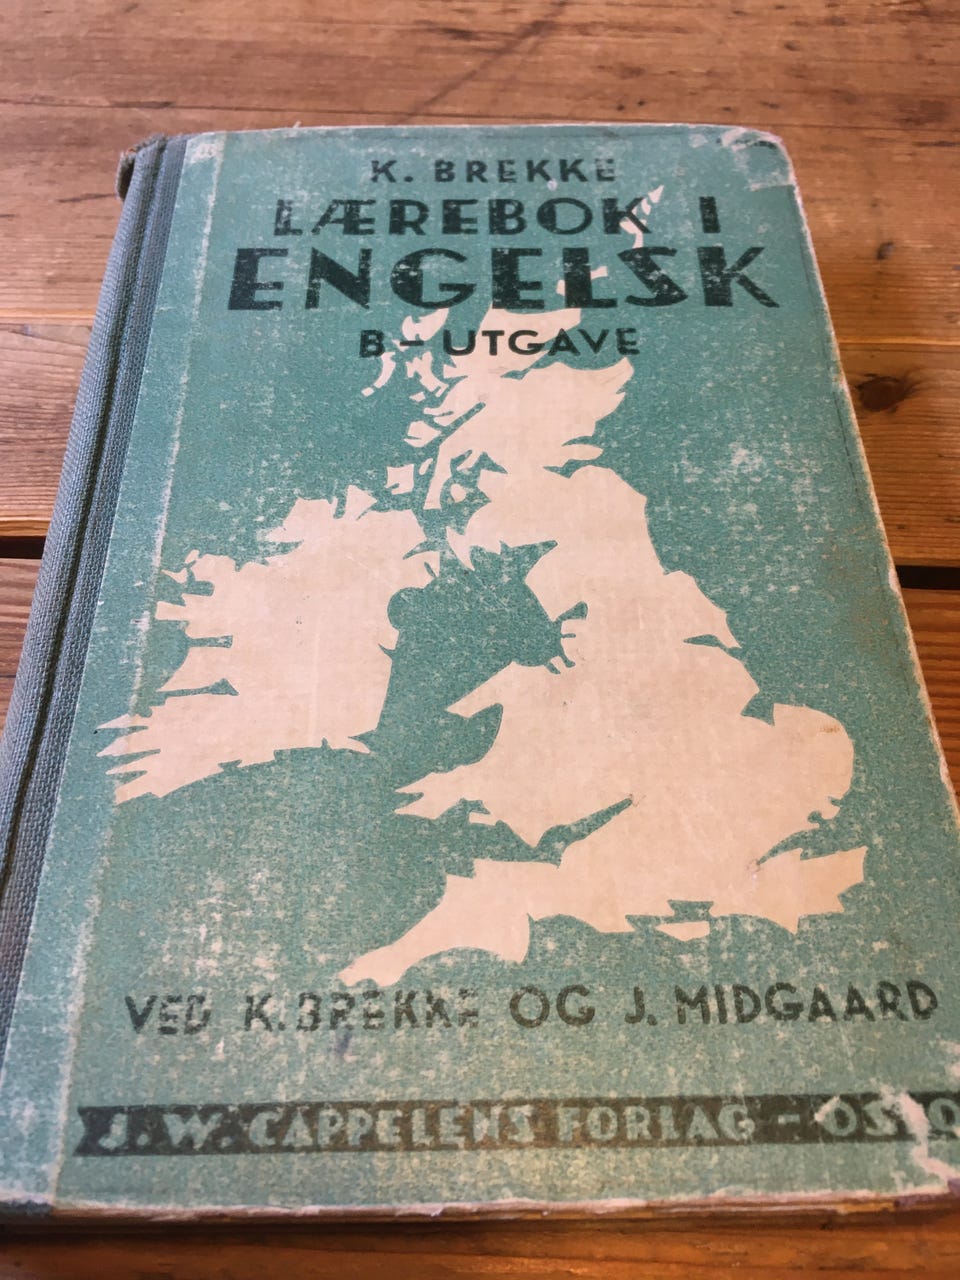 K. BREKKE
LÆREBOK I
ENGELSK
B - UTGAVE
VED K. BREKKE OG J. MIDGAARD
J. W. CAPPELENS FORLAG - OSLO